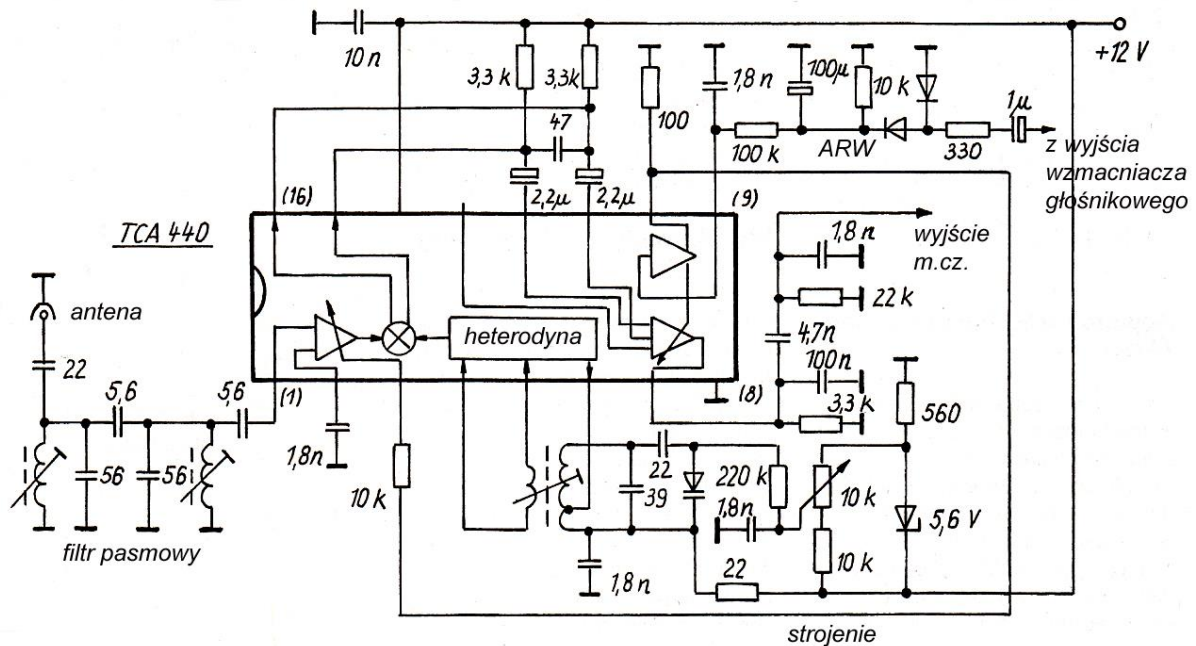 10 n
3,3 k
3,3k
47
2,2µ
2,2µ
100
1,8 n
100µ
10 k
+12 V
1µ
100 k
ARW
330
z wyjścia
wzmacniacza
głośnikowego
(16)
(9)
TCA 440
wyjście
m.cz.
1,8 n
22 k
4,7n
100n
3,3 k
560
antena
22
heterodyna
(1)
(8)
5,6
5,6
56
56
filtr pasmowy
1,8n
10 k
22
39
220 k
1,8n
10 k
5,6 V
10 k
22
1,8 n
strojenie